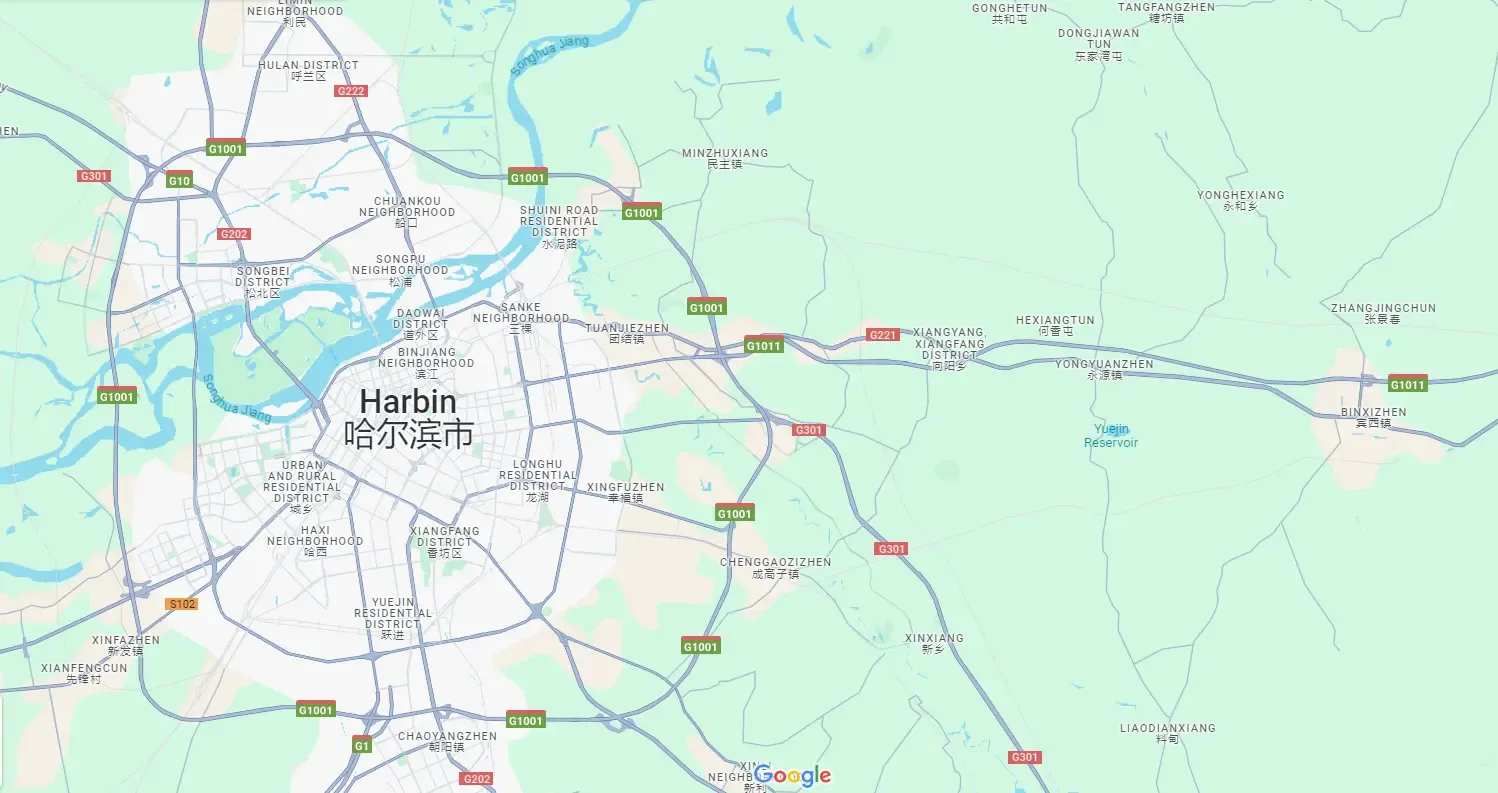 LIMIN
NEIGHBORHOOD
利民
GONGHETUN
共和屯
TANGFANGZHEN
糖坊镇
DONGJIAWAN
TUN
东家湾屯
Songhua Jiang
HULAN DISTRICT
呼兰区
G222
G1001
MINZHUXIANG
民主镇
G301
G10
G1001
YONGHEXIANG
永和乡
CHUANKOU
NEIGHBORHOOD
船口
SHUINI ROAD
RESIDENTIAL
DISTRICT
水泥路
G1001
G202
SONGPU
NEIGHBORHOOD
松浦
SONGBEI
DISTRICT
松北区
G1001
SANKE
NEIGHBORHOOD
三棵
DAOWAI
DISTRICT
道外区
TUANJIEZHEN
团结镇
G1011
G221
XIANGYANG,
XIANGFANG
DISTRICT
向阳乡
HEXIANGTUN
何香屯
ZHANGJINGCHUN
张景春
BINJIANG
NEIGHBORHOOD
滨江
YONGYUANZHEN
永源镇
G1011
Songhua Jiang
G1001
Harbin
哈尔滨市
G301
BINXIZHEN
宾西镇
Yuejin
Reservoir
URBAN
AND RURAL
RESIDENTIAL
DISTRICT
城乡
LONGHU
RESIDENTIAL
DISTRICT
龙湖
XINGFUZHEN
幸福镇
G1001
HAXI
NEIGHBORHOOD
哈西
XIANGFANG
DISTRICT
香坊区
G301
CHENGGAOZIZHEN
成高子镇
S102
YUEJIN
RESIDENTIAL
DISTRICT
跃进
XINFAZHEN
新发镇
G1001
XINXIANG
新乡
XIANFENGCUN
先锋村
G1001
G1001
LIAODIANXIANG
料甸
G1
CHAOYANGZHEN
朝阳镇
G301
G202
NEIGHBORHOOD
新利
Google